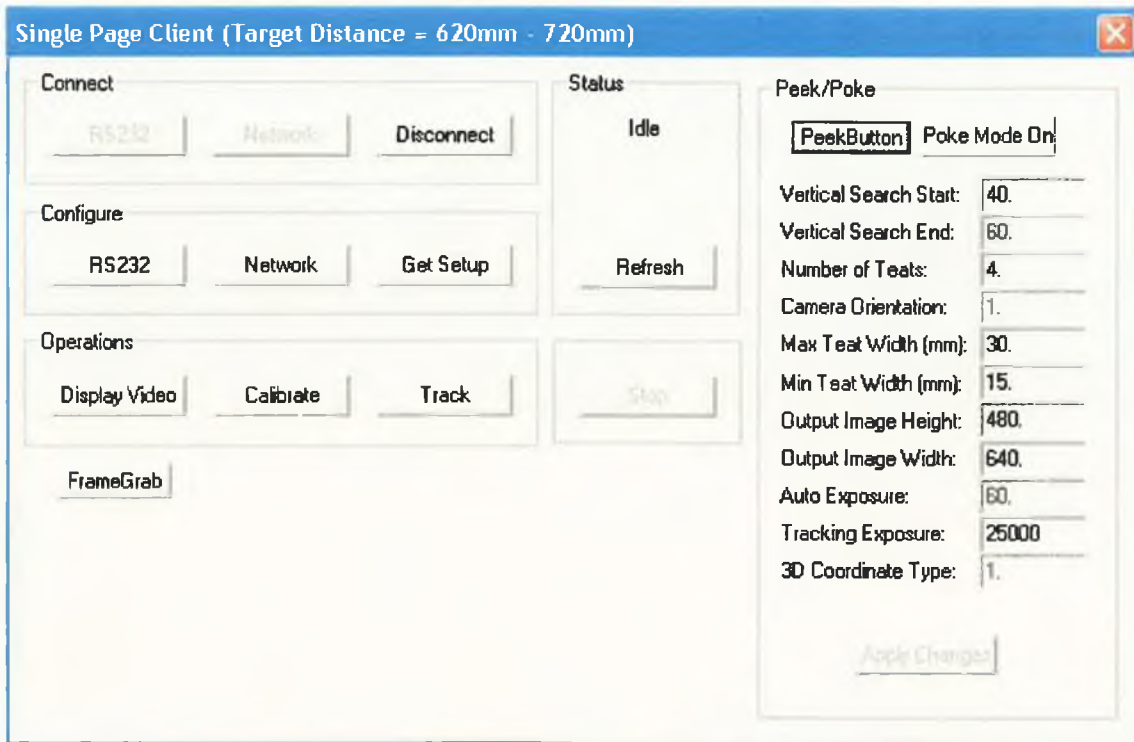 Single Page Client (Target Distance = 620mm - 720mm)
Connect
RS232 Network Disconnect
Configure
RS232 Network Get Setup
Operations
Display Video Calibrate Track
FrameGrab
Status
Idle
Refresh
Stop
Peek/Poke
PeekButton Poke Mode On
Vertical Search Start: 40.
Vertical Search End: 60.
Number of Teats: 4.
Camera Orientation: 1.
Max Teat Width (mm): 30.
Min Teat Width (mm): 15.
Output Image Height: 480.
Output Image Width: 640.
Auto Exposure: 60.
Tracking Exposure: 25000
3D Coordinate Type: 1.
Apply Changes